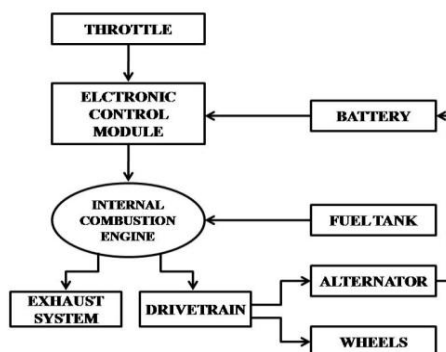 THROTTLE
ELCTRONIC
CONTROL
MODULE
BATTERY
INTERNAL
COMBUSTION
ENGINE
FUEL TANK
EXHAUST
SYSTEM
DRIVETRAIN
ALTERNATOR
WHEELS